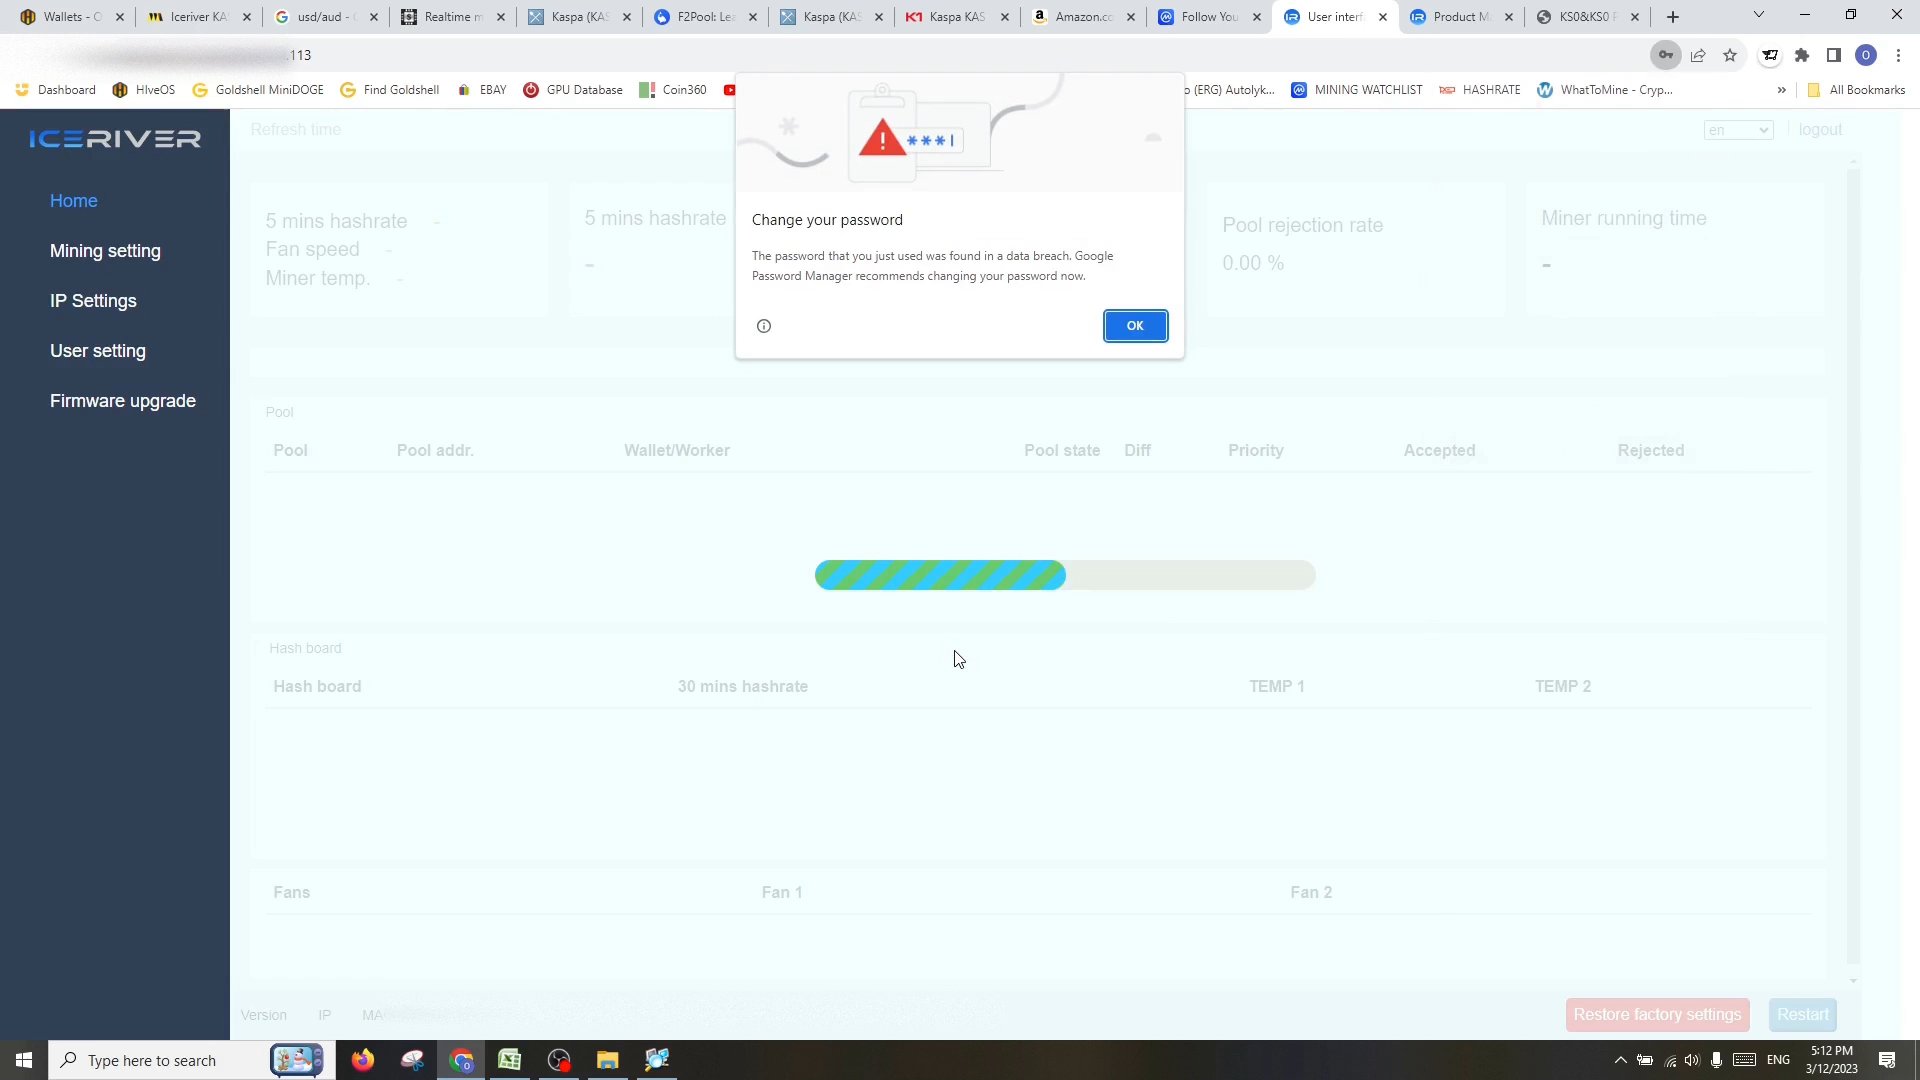 Wallets - O
Iceriver KA
usd/aud -
Realtime m
Kaspa (KAS
F2Pool: Le
Kaspa (KAS
Kaspa KAS
Amazon.co
Follow You
User interf
Product M
KS0&KS0 P
.113
Dashboard
HIveOS
Goldshell MiniDOGE
Find Goldshell
EBAY
GPU Database
Coin360
o (ERG) Autolyk...
MINING WATCHLIST
HASHRATE
WhatToMine - Cryp...
»
All Bookmarks
ICERIVER
Home
Mining setting
IP Settings
User setting
Firmware upgrade
Refresh time
en
logout
5 mins hashrate -
Fan speed -
Miner temp. -
5 mins hashrate
-
Pool rejection rate
0.00 %
Miner running time
-
***|
Change your password
The password that you just used was found in a data breach. Google
Password Manager recommends changing your password now.
OK
Pool
Pool Pool addr. Wallet/Worker Pool state Diff Priority Accepted Rejected
Hash board
Hash board 30 mins hashrate TEMP 1 TEMP 2
Fans Fan 1 Fan 2
Version IP MA
Restore factory settings
Restart
Type here to search
ENG
5:12 PM
3/12/2023